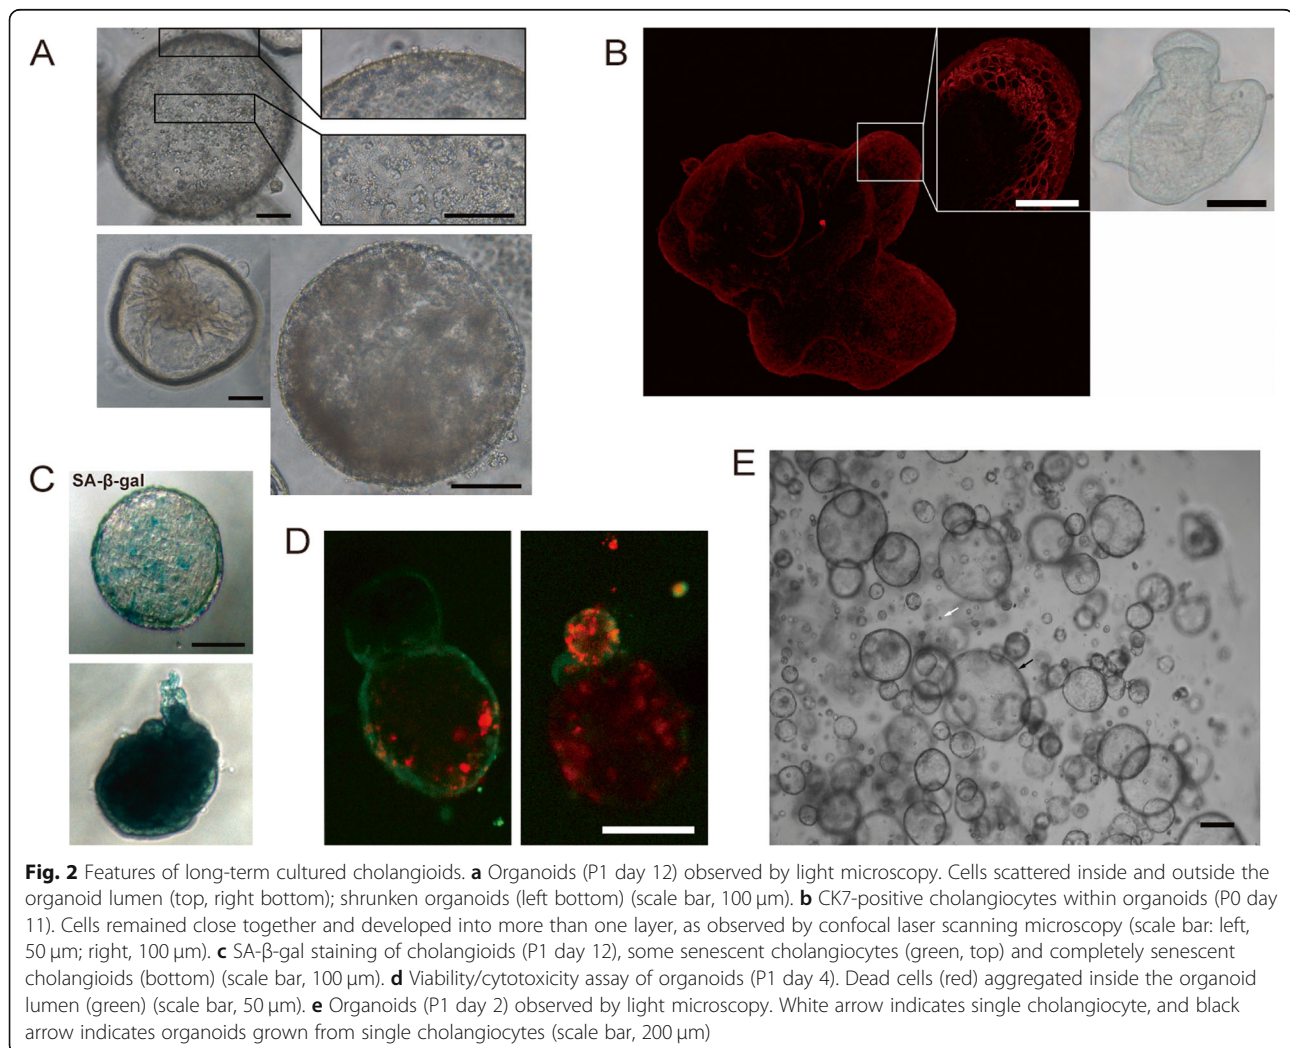 A
B
C
SA-β-gal
D
E
Fig. 2 Features of long-term cultured cholangioids. a Organoids (P1 day 12) observed by light microscopy. Cells scattered inside and outside the
organoid lumen (top, right bottom); shrunken organoids (left bottom) (scale bar, 100 μm). b CK7-positive cholangiocytes within organoids (P0 day
11). Cells remained close together and developed into more than one layer, as observed by confocal laser scanning microscopy (scale bar: left,
50 μm; right, 100 μm). c SA-β-gal staining of cholangioids (P1 day 12), some senescent cholangiocytes (green, top) and completely senescent
cholangioids (bottom) (scale bar, 100 μm). d Viability/cytotoxicity assay of organoids (P1 day 4). Dead cells (red) aggregated inside the organoid
lumen (green) (scale bar, 50 μm). e Organoids (P1 day 2) observed by light microscopy. White arrow indicates single cholangiocyte, and black
arrow indicates organoids grown from single cholangiocytes (scale bar, 200 μm)